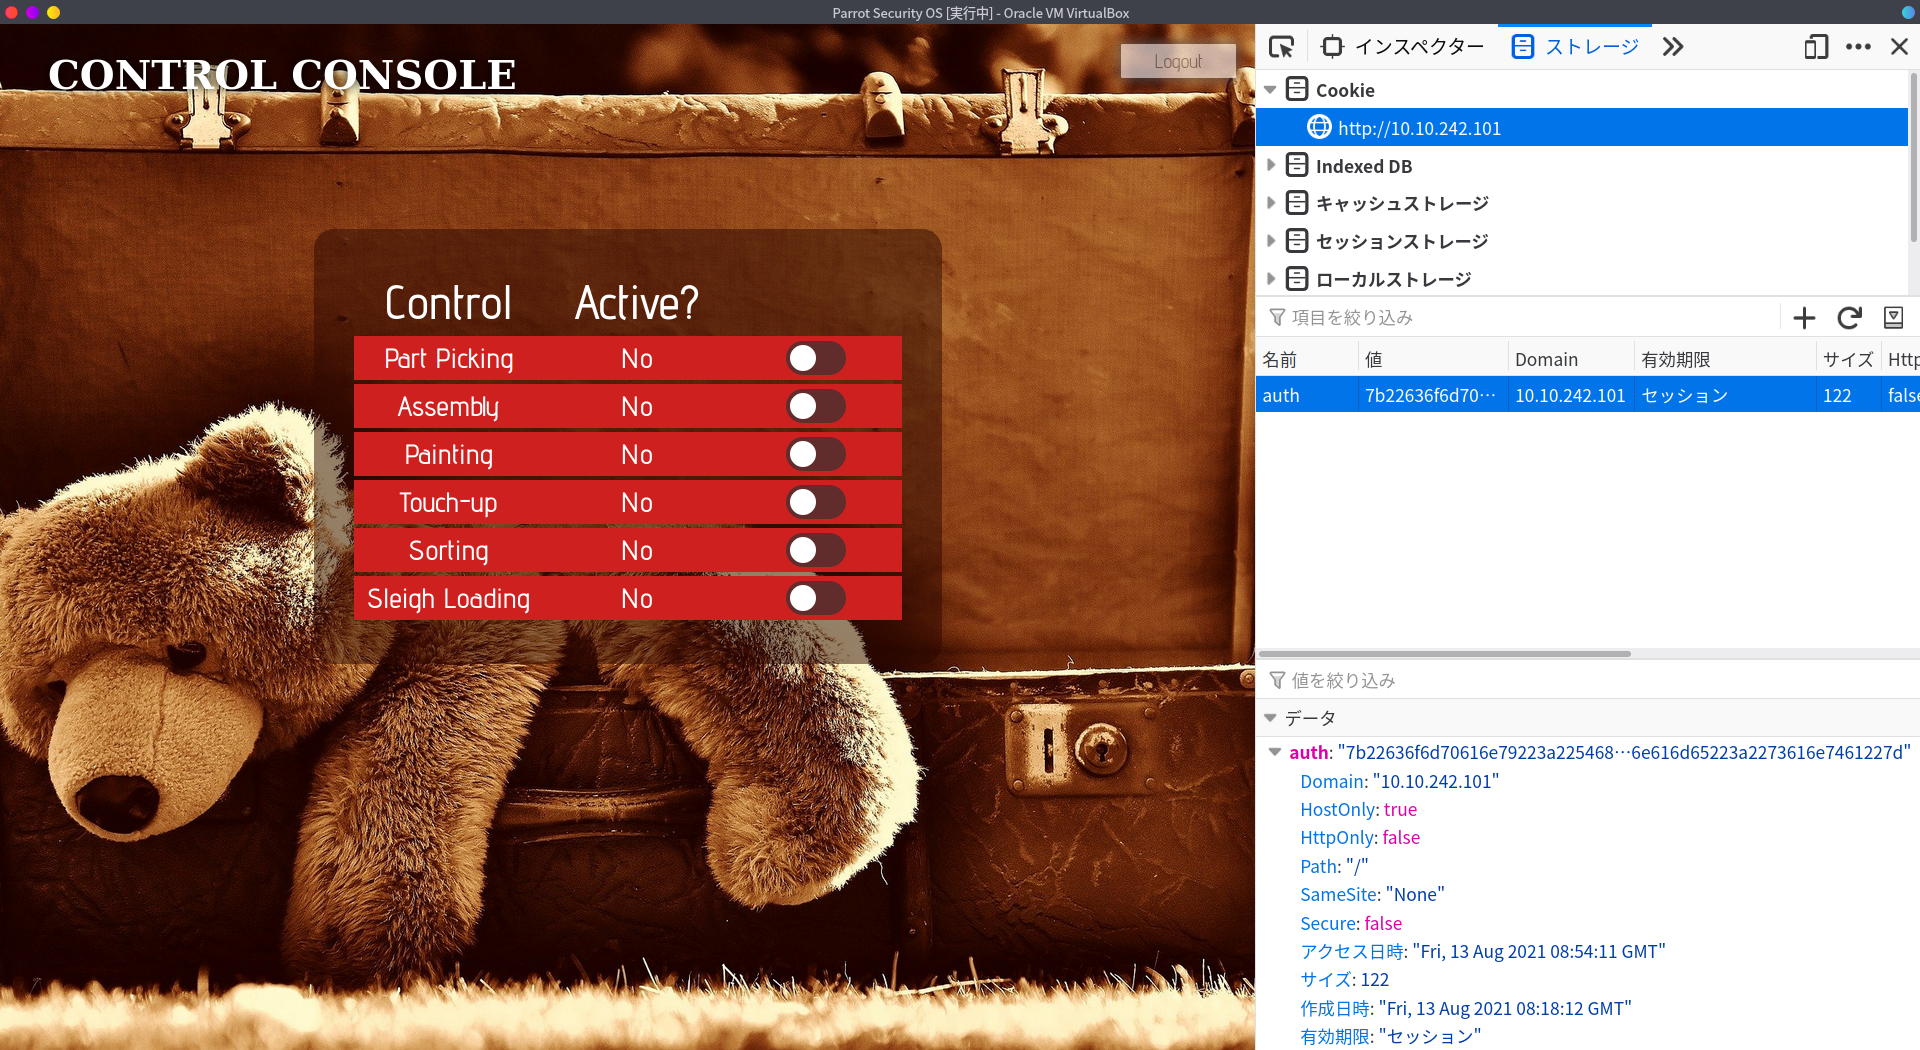 Parrot Security OS [実行中] - Oracle VM VirtualBox
CONTROL CONSOLE
Logout
Control Active?
Part Picking No
Assembly No
Painting No
Touch-up No
Sorting No
Sleigh Loading No
インスペクター ストレージ
Cookie
http://10.10.242.101
Indexed DB
キャッシュストレージ
セッションストレージ
ローカルストレージ
項目を絞り込み
名前 値 Domain 有効期限 サイズ Http
auth 7b22636f6d70… 10.10.242.101 セッション 122 false
値を絞り込み
データ
auth: "7b22636f6d70616e79223a225468…6e616d65223a2273616e7461227d"
Domain: "10.10.242.101"
HostOnly: true
HttpOnly: false
Path: "/"
SameSite: "None"
Secure: false
アクセス日時: "Fri, 13 Aug 2021 08:54:11 GMT"
サイズ: 122
作成日時: "Fri, 13 Aug 2021 08:18:12 GMT"
有効期限: "セッション"